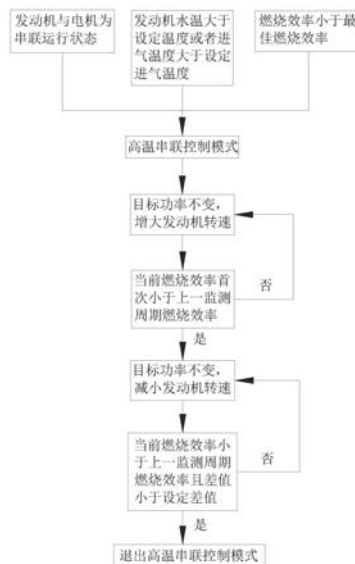 发动机与电机为
串联运行状态
发动机水温大于
设定温度或者进
气温度大于设定
进气温度
燃烧效率小于最
佳燃烧效率
高温串联控制模式
目标功率不变，
增大发动机转速
当前燃烧效率首
次小于上一监测
周期燃烧效率
否
是
目标功率不变，
减小发动机转速
当前燃烧效率小
于上一监测周期
燃烧效率且差值
小于设定差值
否
是
退出高温串联控制模式